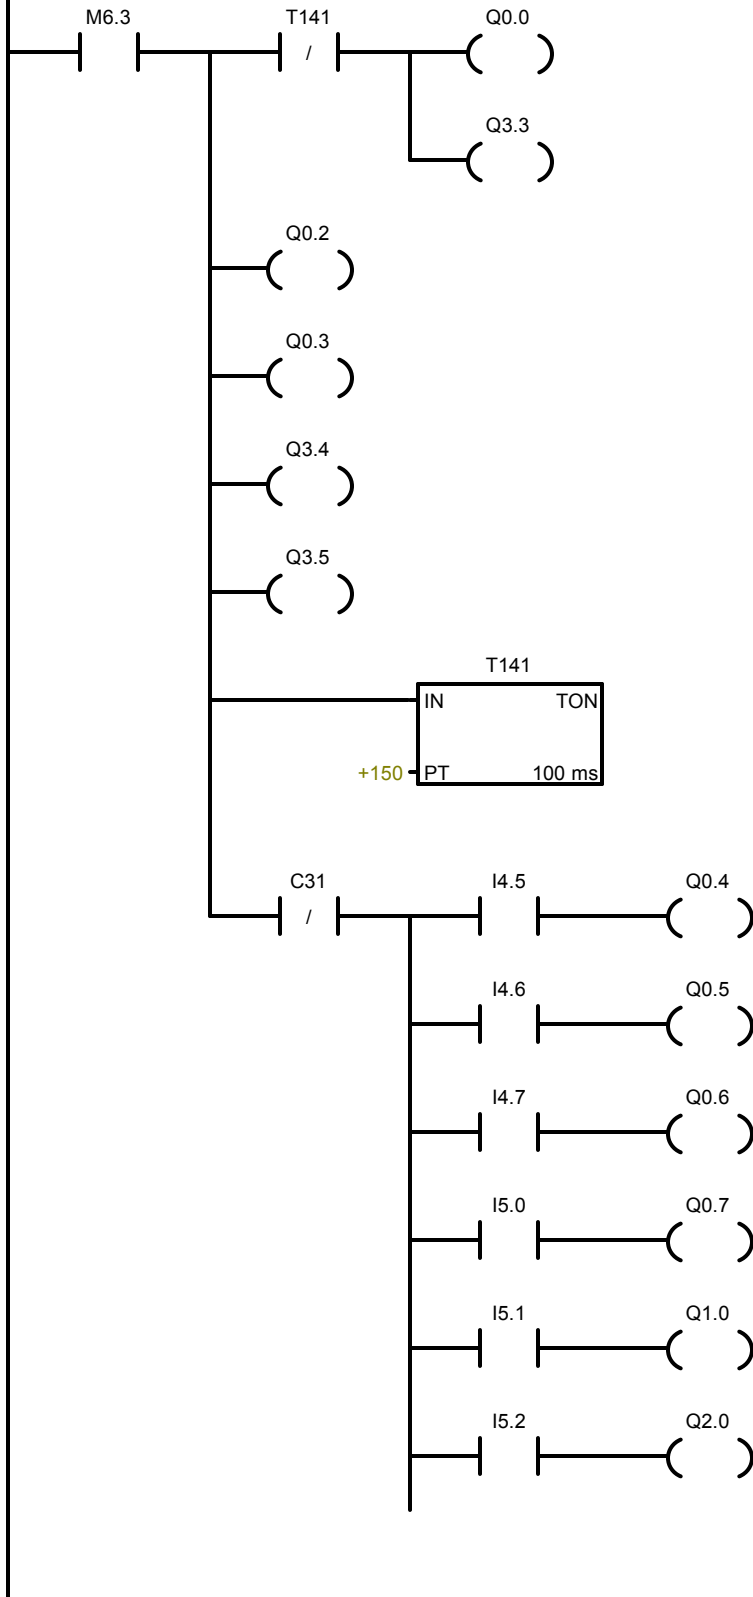 M6.3 T141 Q0.0
/
Q3.3
Q0.2
Q0.3
Q3.4
Q3.5
T141
IN TON
+150 PT 100 ms
C31 I4.5 Q0.4
/
I4.6 Q0.5
I4.7 Q0.6
I5.0 Q0.7
I5.1 Q1.0
I5.2 Q2.0